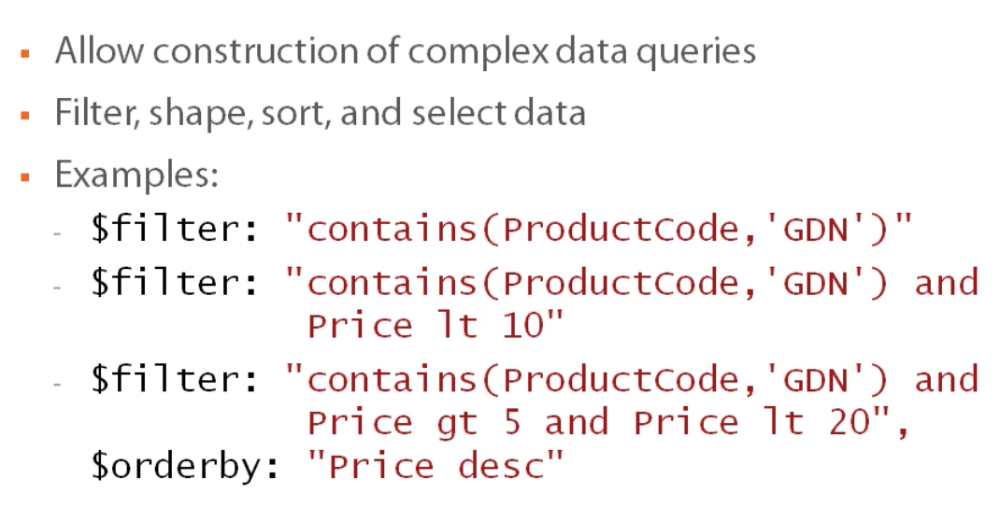 ▪ Allow construction of complex data queries
▪ Filter, shape, sort, and select data
▪ Examples:
- $filter: "contains(ProductCode,'GDN')"
- $filter: "contains(ProductCode,'GDN') and
Price lt 10"
- $filter: "contains(ProductCode,'GDN') and
Price gt 5 and Price lt 20",
$orderby: "Price desc"